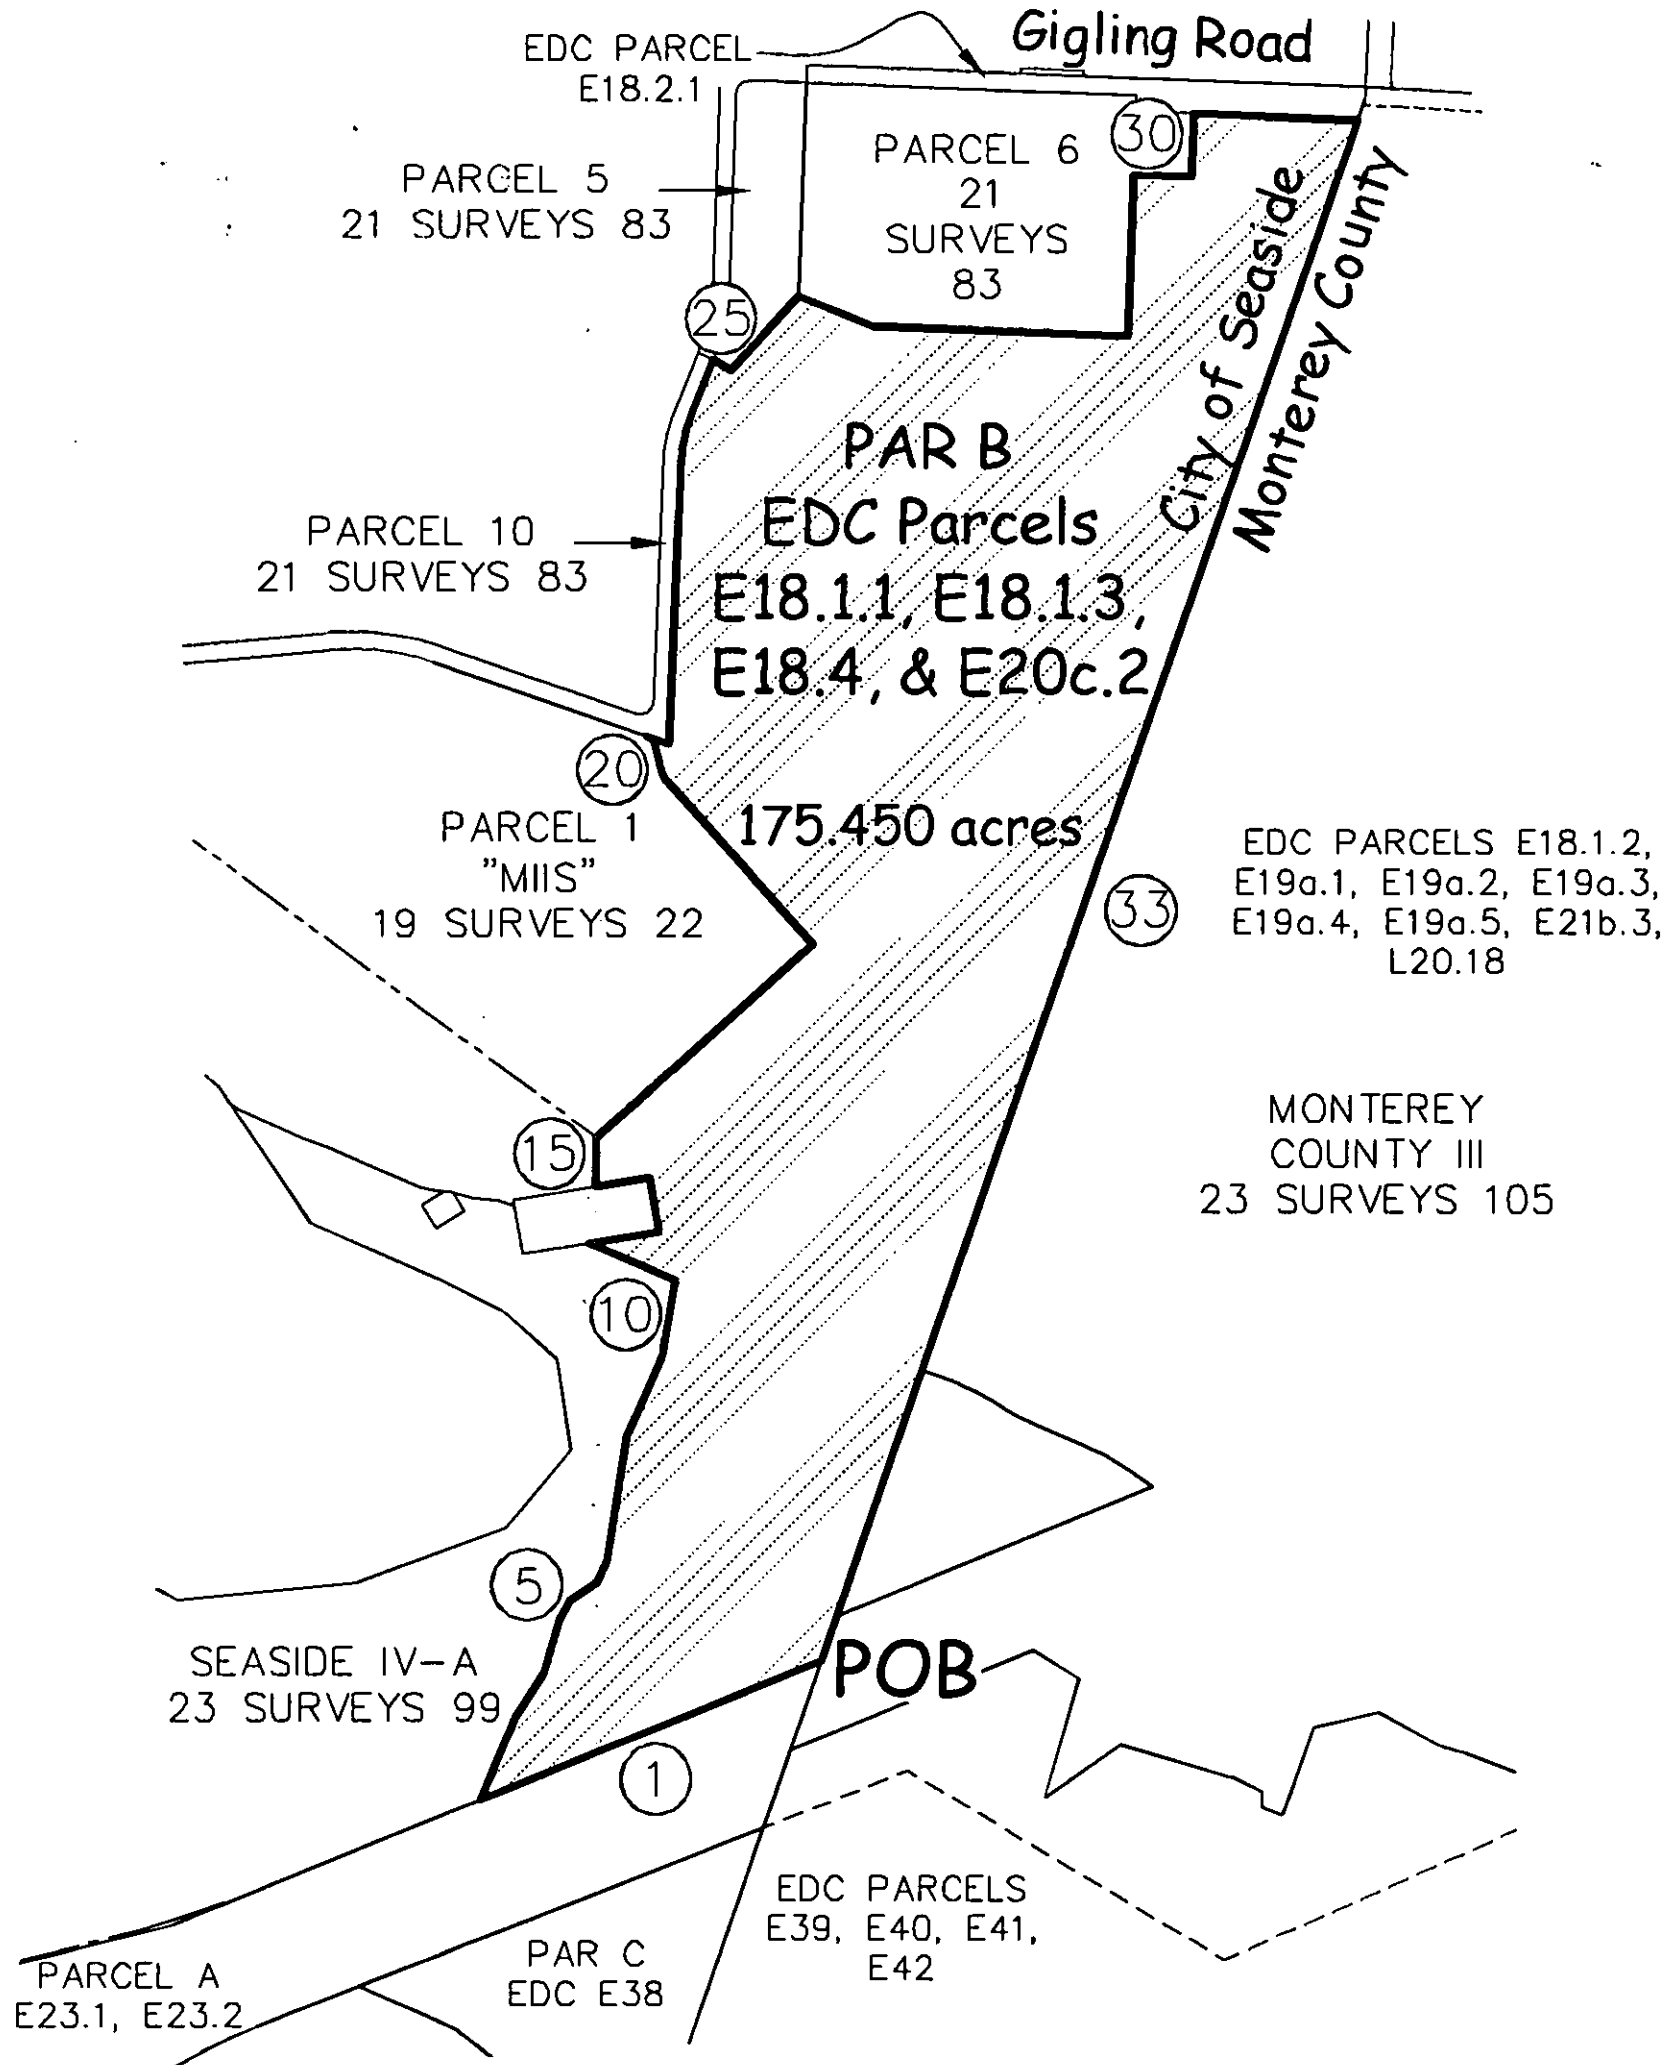 Gigling Road
EDC PARCEL
E18.2.1
30
PARCEL 6
21
SURVEYS
83
PARCEL 5
21 SURVEYS 83
City of Seaside
Monterey County
25
PAR B
EDC Parcels
E18.1.1, E18.1.3,
E18.4, & E20c.2
PARCEL 10
21 SURVEYS 83
20
175.450 acres
PARCEL 1
"MIIS"
19 SURVEYS 22
33
EDC PARCELS E18.1.2,
E19a.1, E19a.2, E19a.3,
E19a.4, E19a.5, E21b.3,
L20.18
MONTEREY
COUNTY III
23 SURVEYS 105
15
10
5
SEASIDE IV-A
23 SURVEYS 99
POB
1
EDC PARCELS
E39, E40, E41,
E42
PAR C
EDC E38
PARCEL A
E23.1, E23.2